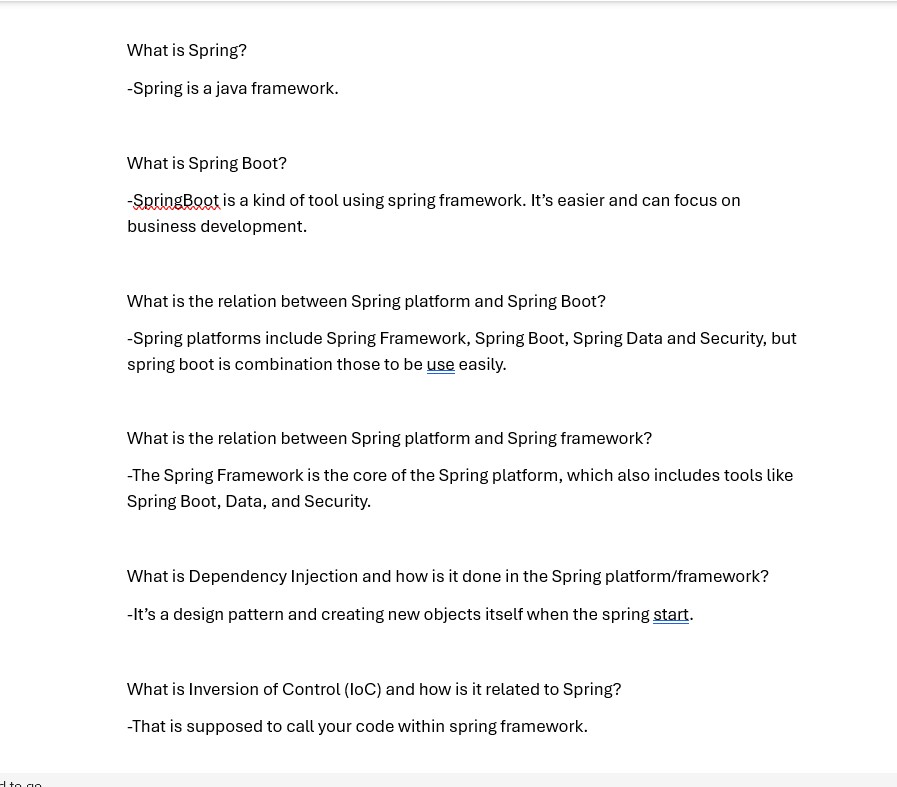 What is Spring?
-Spring is a java framework.
What is Spring Boot?
-SpringBoot is a kind of tool using spring framework. It’s easier and can focus on
business development.
What is the relation between Spring platform and Spring Boot?
-Spring platforms include Spring Framework, Spring Boot, Spring Data and Security, but
spring boot is combination those to be use easily.
What is the relation between Spring platform and Spring framework?
-The Spring Framework is the core of the Spring platform, which also includes tools like
Spring Boot, Data, and Security.
What is Dependency Injection and how is it done in the Spring platform/framework?
-It’s a design pattern and creating new objects itself when the spring start.
What is Inversion of Control (IoC) and how is it related to Spring?
-That is supposed to call your code within spring framework.